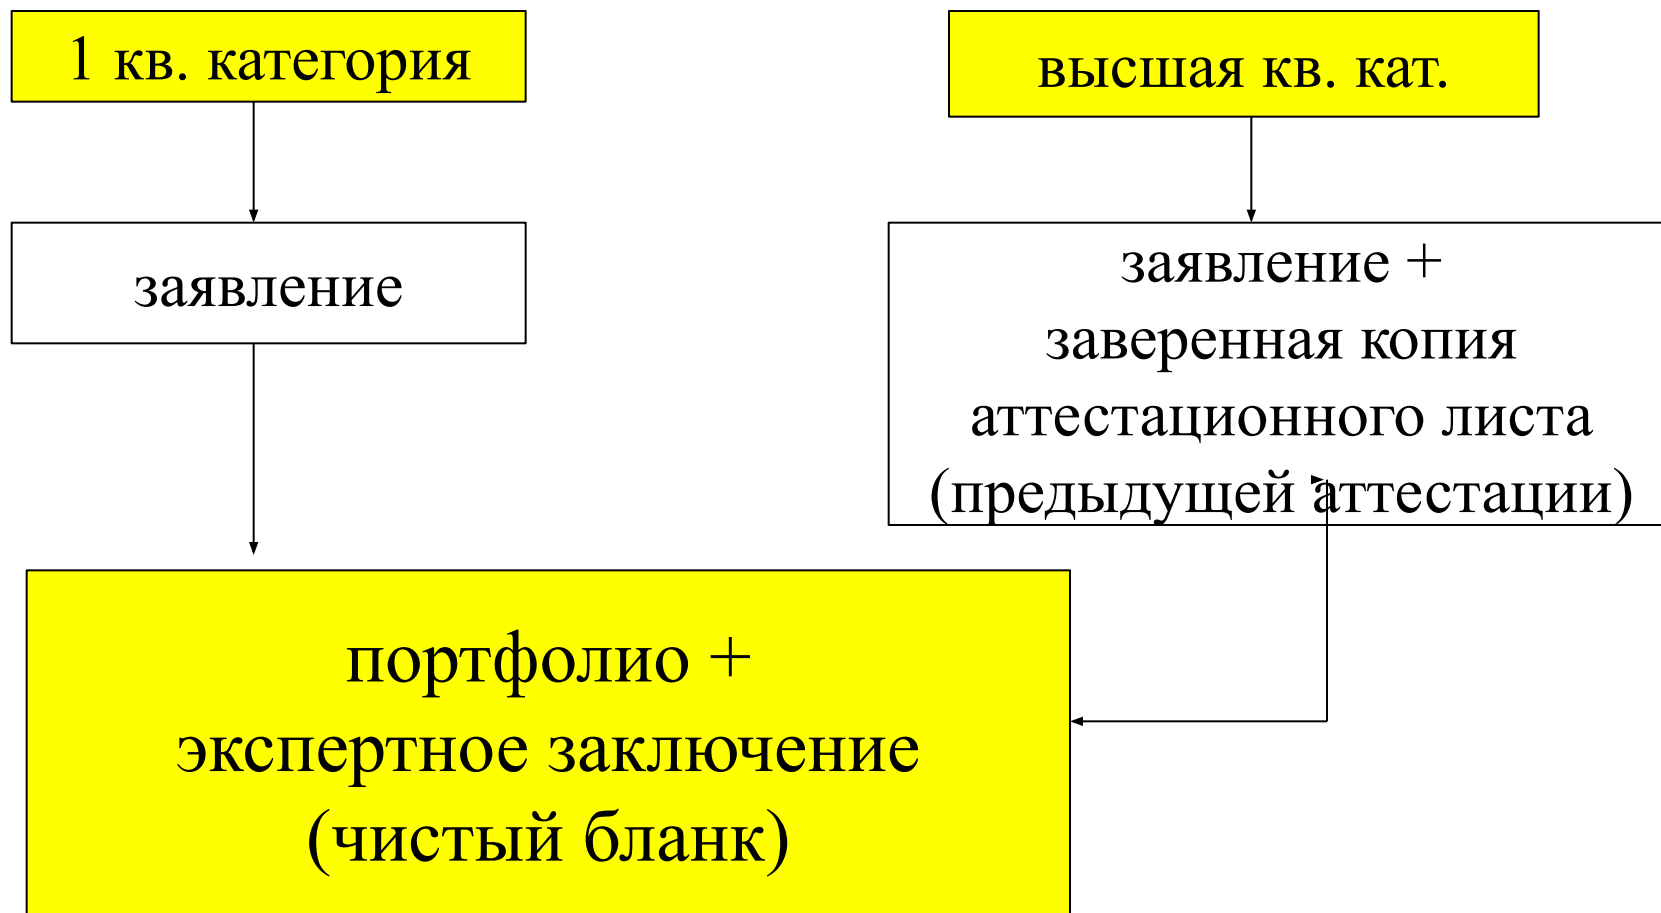 1 кв. категория
высшая кв. кат.
заявление
заявление +
заверенная копия
аттестационного листа
(предыдущей аттестации)
портфолио +
экспертное заключение
(чистый бланк)